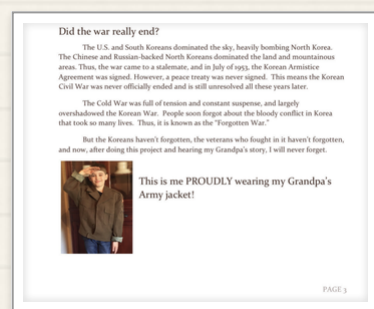 Did the war really end?
The U.S. and South Koreans dominated the sky, heavily bombing North Korea.
The Chinese and Russian-backed North Koreans dominated the land and mountainous
areas. Thus, the war came to a stalemate, and in July of 1953, the Korean Armistice
Agreement was signed. However, a peace treaty was never signed. This means the Korean
Civil War was never officially ended and is still unresolved all these years later.
The Cold War was full of tension and constant suspense, and largely
overshadowed the Korean War. People soon forgot about the bloody conflict in Korea
that took so many lives. Thus, it is known as the "Forgotten War."
But the Koreans haven't forgotten, the veterans who fought in it haven't forgotten,
and now, after doing this project and hearing my Grandpa's story, I will never forget.
This is me PROUDLY wearing my Grandpa's
Army jacket!
PAGE 3